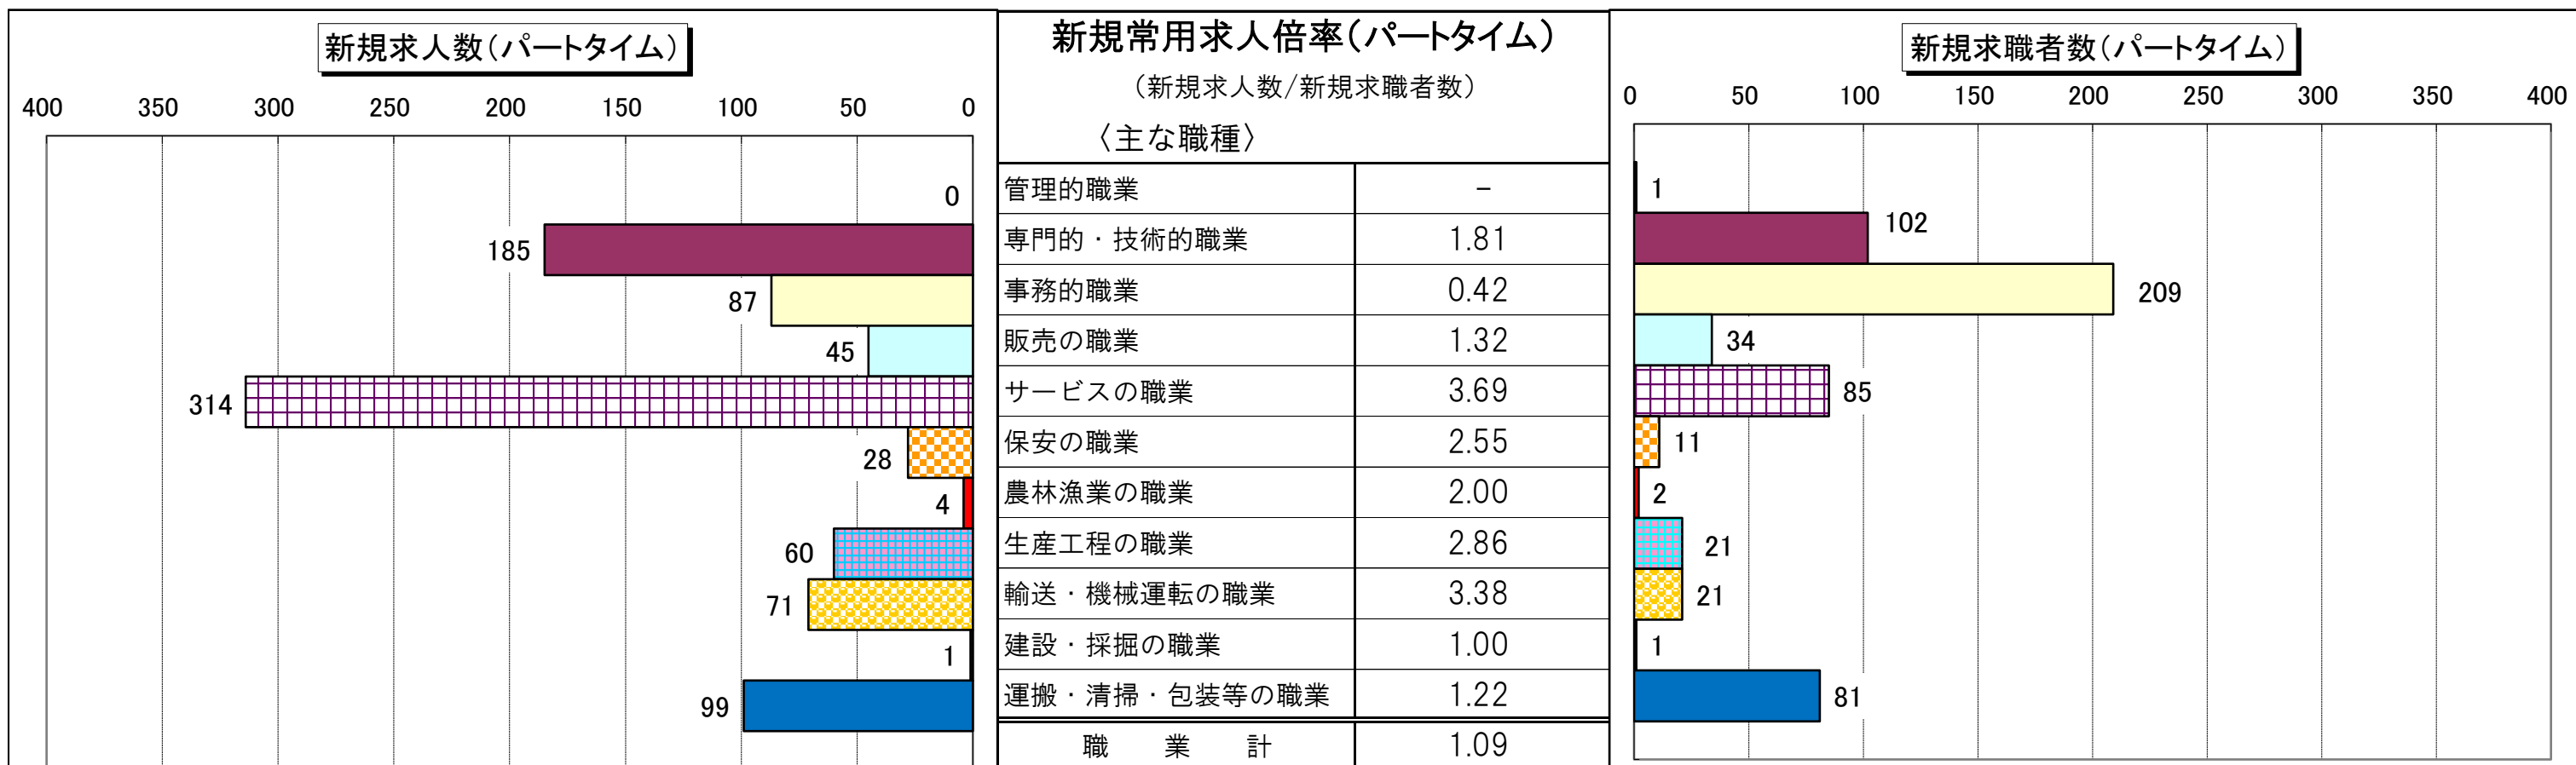 新規求人数(パートタイム)
400 350 300 250 200 150 100 50 0
0
185
87
45
314
28
4
60
71
1
99
新規常用求人倍率(パートタイム)
(新規求人数/新規求職者数)
〈主な職種〉
管理的職業 －
専門的・技術的職業 1.81
事務的職業 0.42
販売の職業 1.32
サービスの職業 3.69
保安の職業 2.55
農林漁業の職業 2.00
生産工程の職業 2.86
輸送・機械運転の職業 3.38
建設・採掘の職業 1.00
運搬・清掃・包装等の職業 1.22
職 業 計 1.09
新規求職者数(パートタイム)
0 50 100 150 200 250 300 350 400
1
102
209
34
85
11
2
21
21
1
81